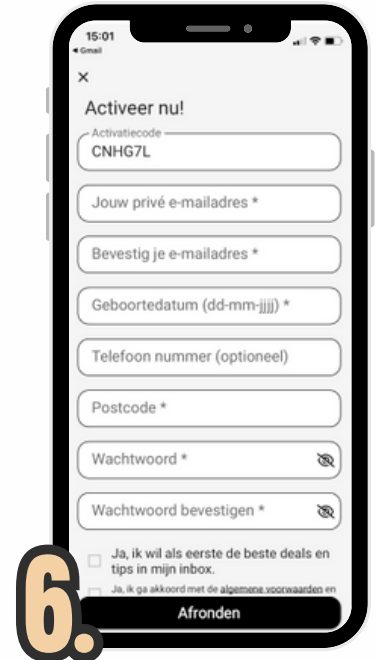 15:01
Gmail
Activeer nu!
Activatiecode
CNHG7L
Jouw privé e-mailadres *
Bevestig je e-mailadres *
Geboortedatum (dd-mm-jjjj) *
Telefoon nummer (optioneel)
Postcode *
Wachtwoord *
Wachtwoord bevestigen *
Ja, ik wil als eerste de beste deals en
tips in mijn inbox.
Ja, ik ga akkoord met de algemene voorwaarden en
Afronden
6.